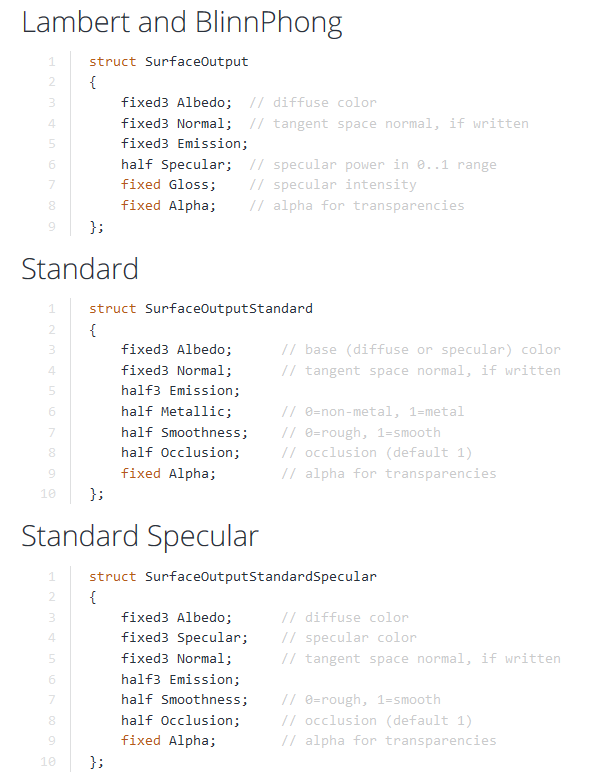 Lambert and BlinnPhong
1 struct SurfaceOutput
2 {
3 fixed3 Albedo; // diffuse color
4 fixed3 Normal; // tangent space normal, if written
5 fixed3 Emission;
6 half Specular; // specular power in 0..1 range
7 fixed Gloss; // specular intensity
8 fixed Alpha; // alpha for transparencies
9 };
Standard
1 struct SurfaceOutputStandard
2 {
3 fixed3 Albedo; // base (diffuse or specular) color
4 fixed3 Normal; // tangent space normal, if written
5 half3 Emission;
6 half Metallic; // 0=non-metal, 1=metal
7 half Smoothness; // 0=rough, 1=smooth
8 half Occlusion; // occlusion (default 1)
9 fixed Alpha; // alpha for transparencies
10 };
Standard Specular
1 struct SurfaceOutputStandardSpecular
2 {
3 fixed3 Albedo; // diffuse color
4 fixed3 Specular; // specular color
5 fixed3 Normal; // tangent space normal, if written
6 half3 Emission;
7 half Smoothness; // 0=rough, 1=smooth
8 half Occlusion; // occlusion (default 1)
9 fixed Alpha; // alpha for transparencies
10 };